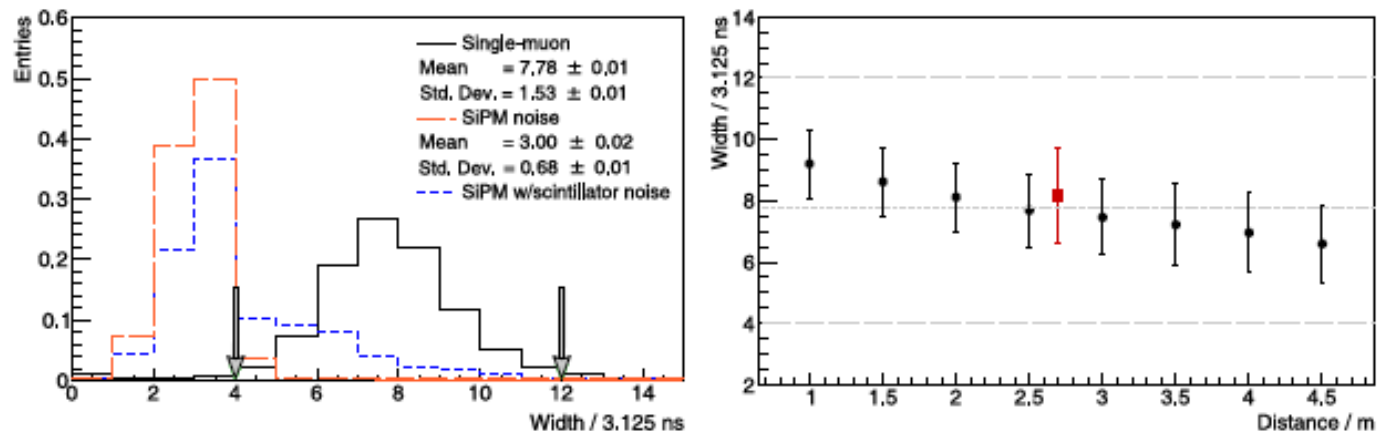 Entries
0.6
0.5
0.4
0.3
0.2
0.1
0
Single-muon
Mean = 7.78 ± 0.01
Std. Dev. = 1.53 ± 0.01
SiPM noise
Mean = 3.00 ± 0.02
Std. Dev. = 0.68 ± 0.01
SiPM w/scintillator noise
0 2 4 6 8 10 12 14
Width / 3.125 ns
Width / 3.125 ns
14
12
10
8
6
4
2
1 1.5 2 2.5 3 3.5 4 4.5
Distance / m